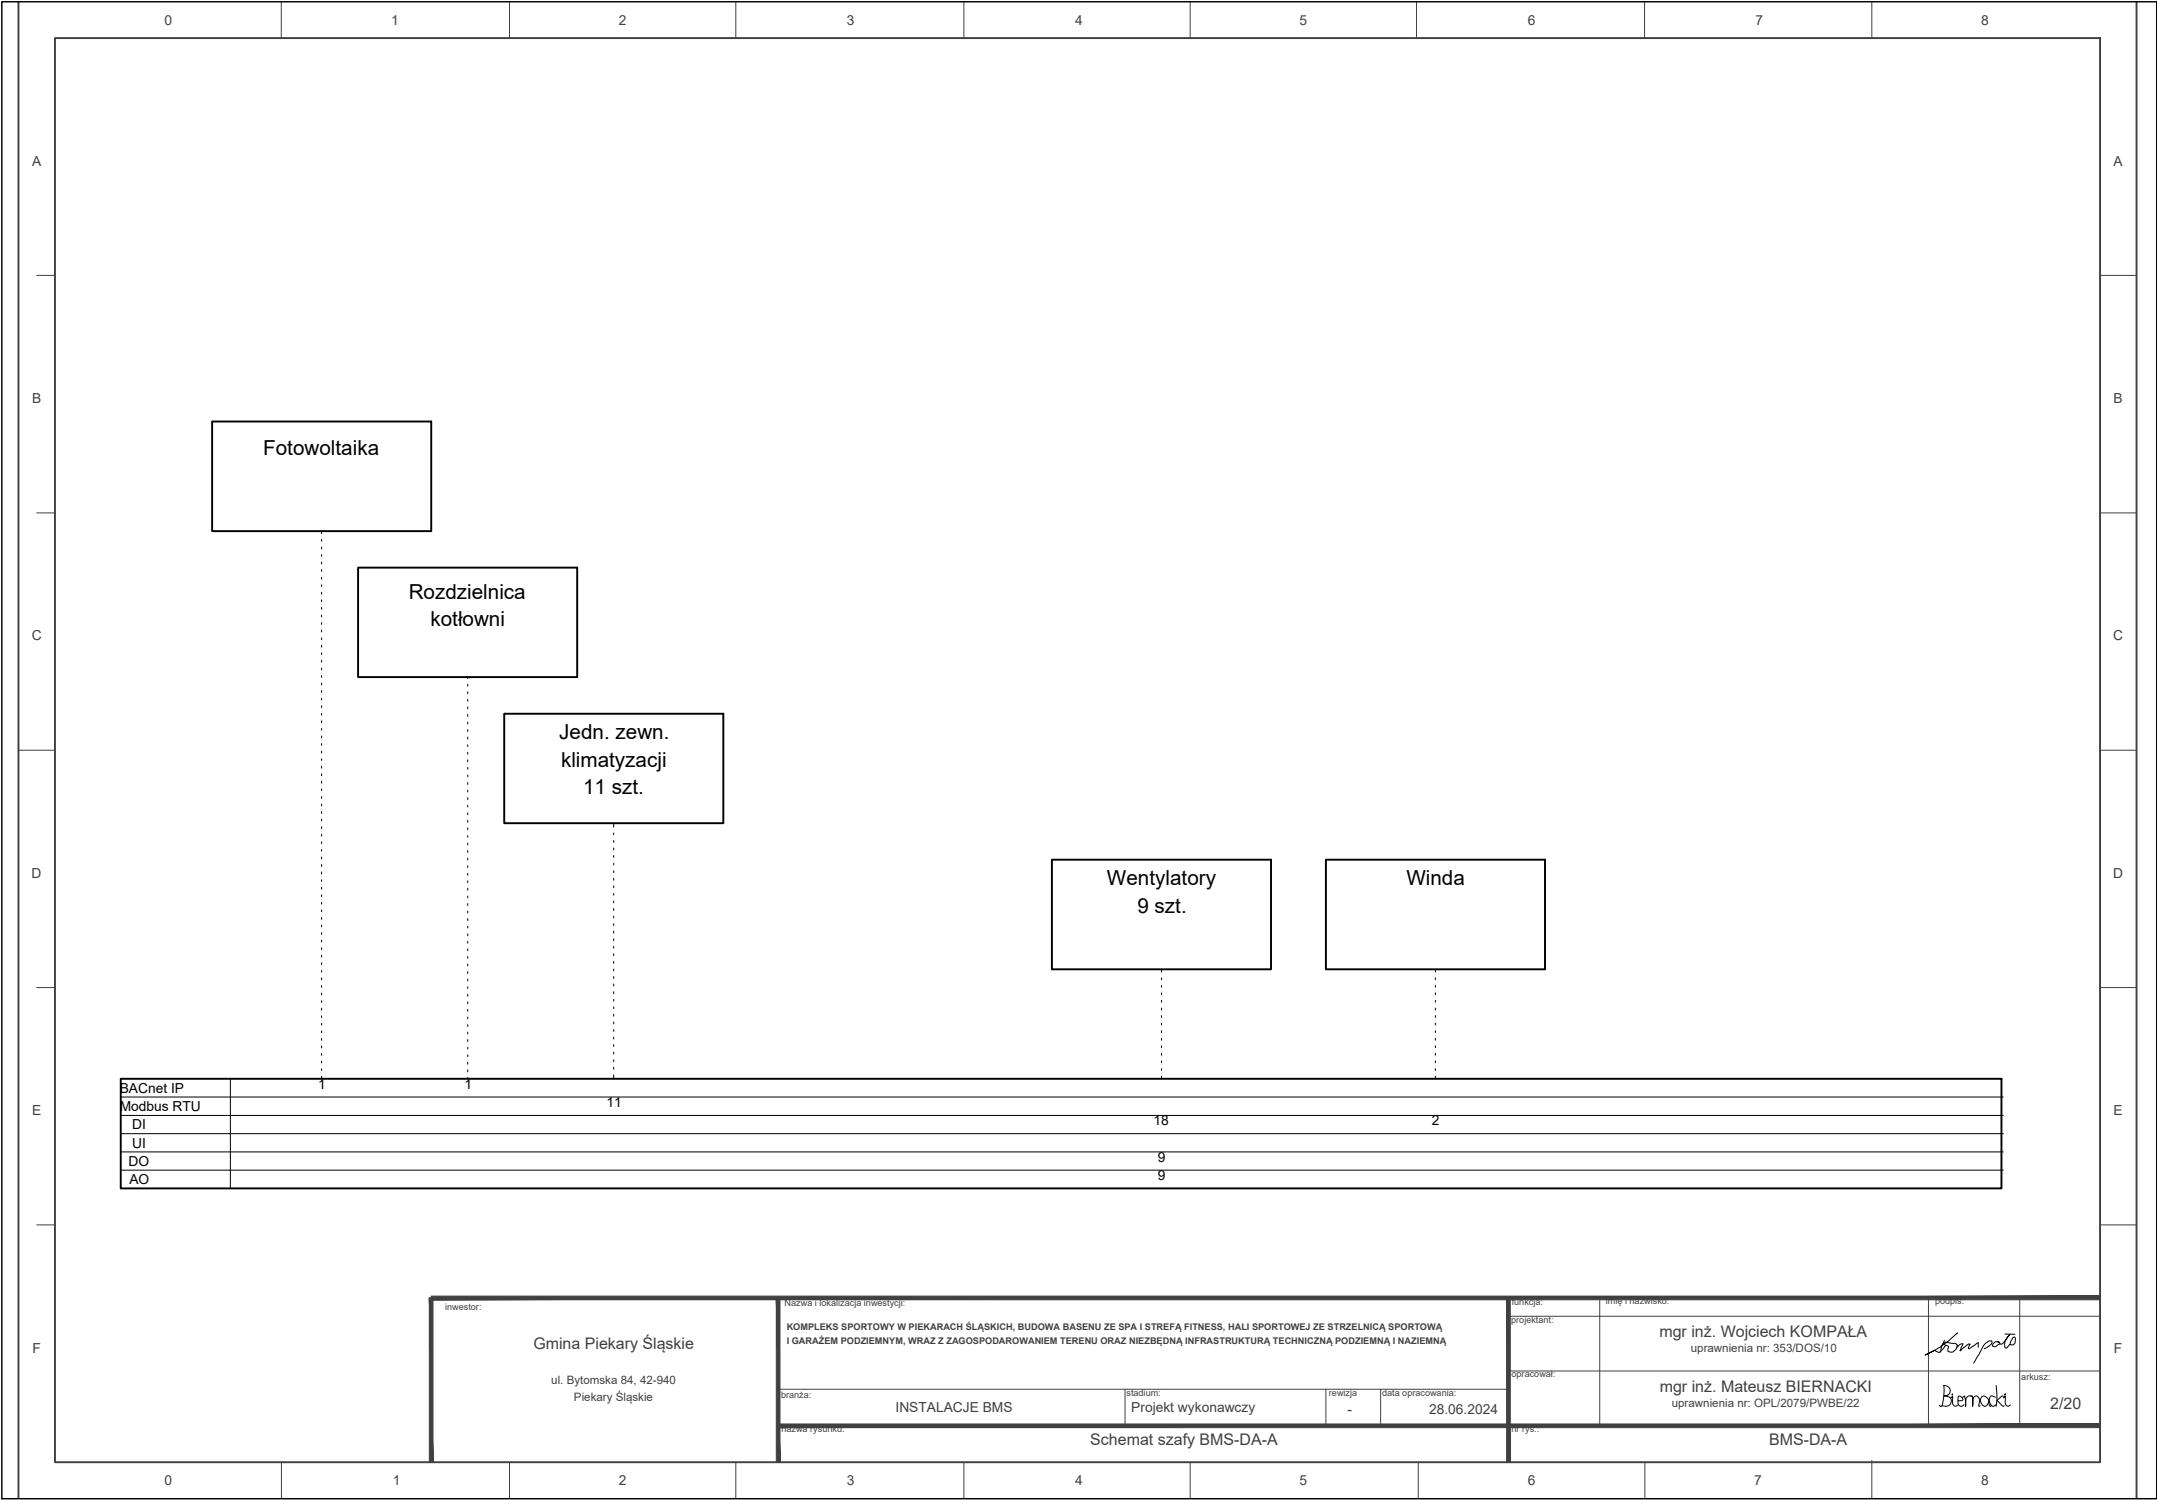 0 1 2 3 4 5 6 7 8
A A
B B
Fotowoltaika
Rozdzielnica
kotłowni
C C
Jedn. zewn.
klimatyzacji
11 szt.
D D
Wentylatory
9 szt.
Winda
BACnet IP 1 1
Modbus RTU 11
E E
DI 18 2
UI
DO 9
AO 9
F F
inwestor:
Gmina Piekary Śląskie
ul. Bytomska 84, 42-940
Piekary Śląskie
Nazwa i lokalizacja inwestycji:
KOMPLEKS SPORTOWY W PIEKARACH ŚLĄSKICH, BUDOWA BASENU ZE SPA I STREFĄ FITNESS, HALI SPORTOWEJ ZE STRZELNICĄ SPORTOWĄ
I GARAŻEM PODZIEMNYM, WRAZ Z ZAGOSPODAROWANIEM TERENU ORAZ NIEZBĘDNĄ INFRASTRUKTURĄ TECHNICZNĄ PODZIEMNĄ I NAZIEMNĄ
branża:
INSTALACJE BMS
stadium:
Projekt wykonawczy
rewizja
-
data opracowania:
28.06.2024
nazwa rysunku:
Schemat szafy BMS-DA-A
funkcja: imię i nazwisko: podpis:
projektant:
mgr inż. Wojciech KOMPAŁA
uprawnienia nr: 353/DOS/10
Kompała
opracował:
mgr inż. Mateusz BIERNACKI
uprawnienia nr: OPL/2079/PWBE/22
Biernacki
arkusz:
2/20
nr rys.:
BMS-DA-A
0 1 2 3 4 5 6 7 8